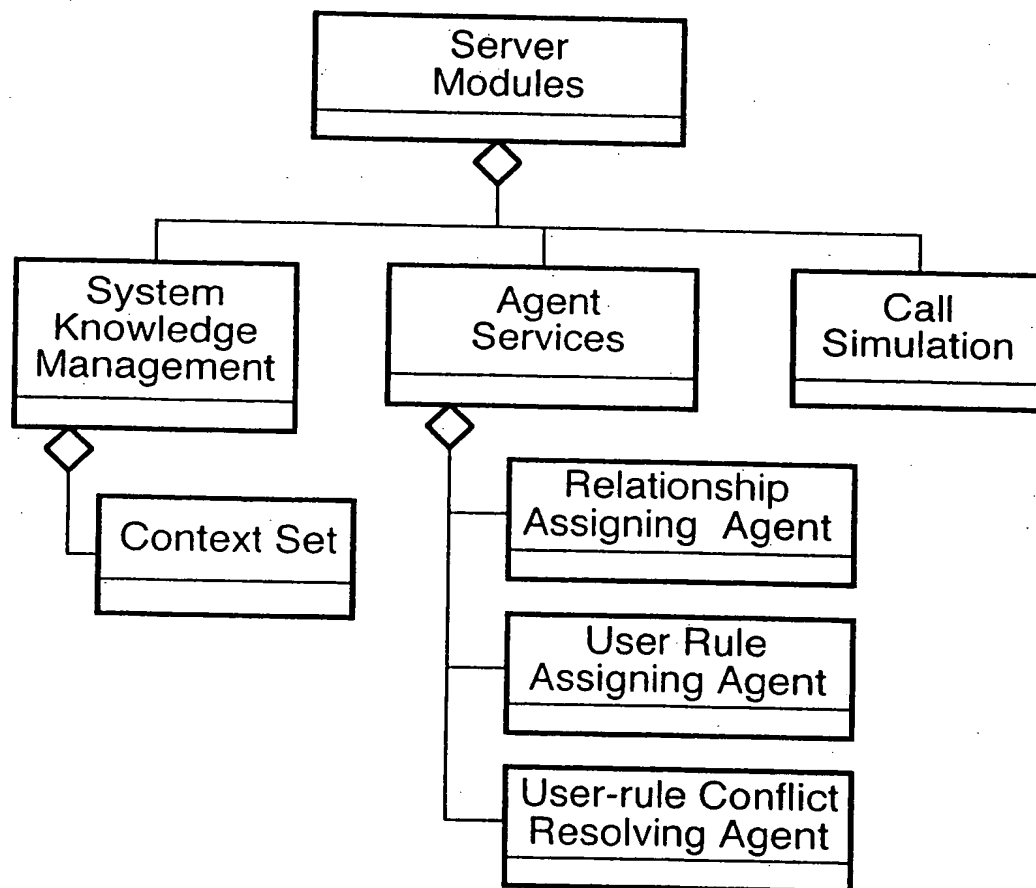 Server
Modules
System
Knowledge
Management
Agent
Services
Call
Simulation
Context Set
Relationship
Assigning Agent
User Rule
Assigning Agent
User-rule Conflict
Resolving Agent